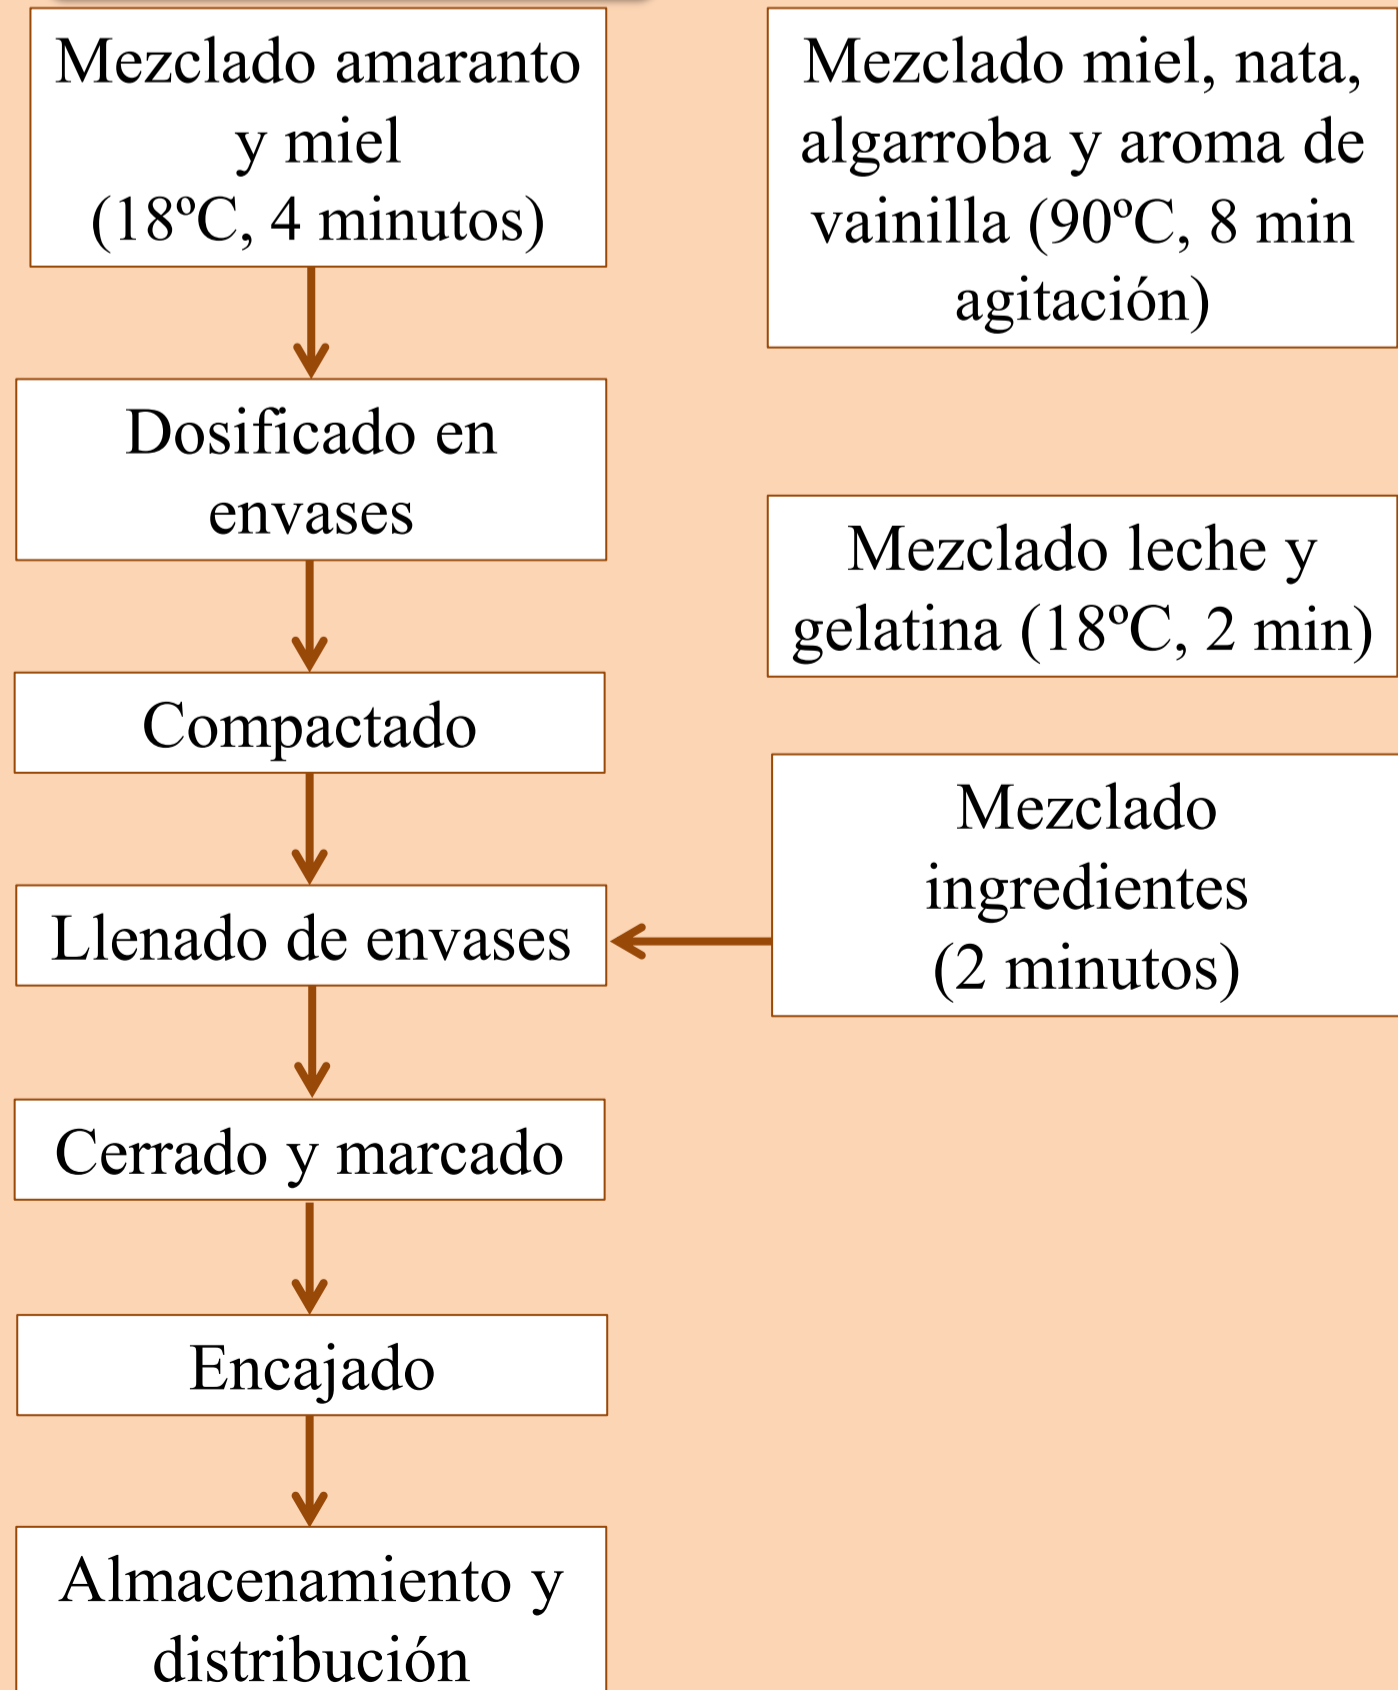 Mezclado amaranto
y miel
(18ºC, 4 minutos)
Dosificado en
envases
Compactado
Llenado de envases
Cerrado y marcado
Encajado
Almacenamiento y
distribución
Mezclado miel, nata,
algarroba y aroma de
vainilla (90ºC, 8 min
agitación)
Mezclado leche y
gelatina (18ºC, 2 min)
Mezclado
ingredientes
(2 minutos)